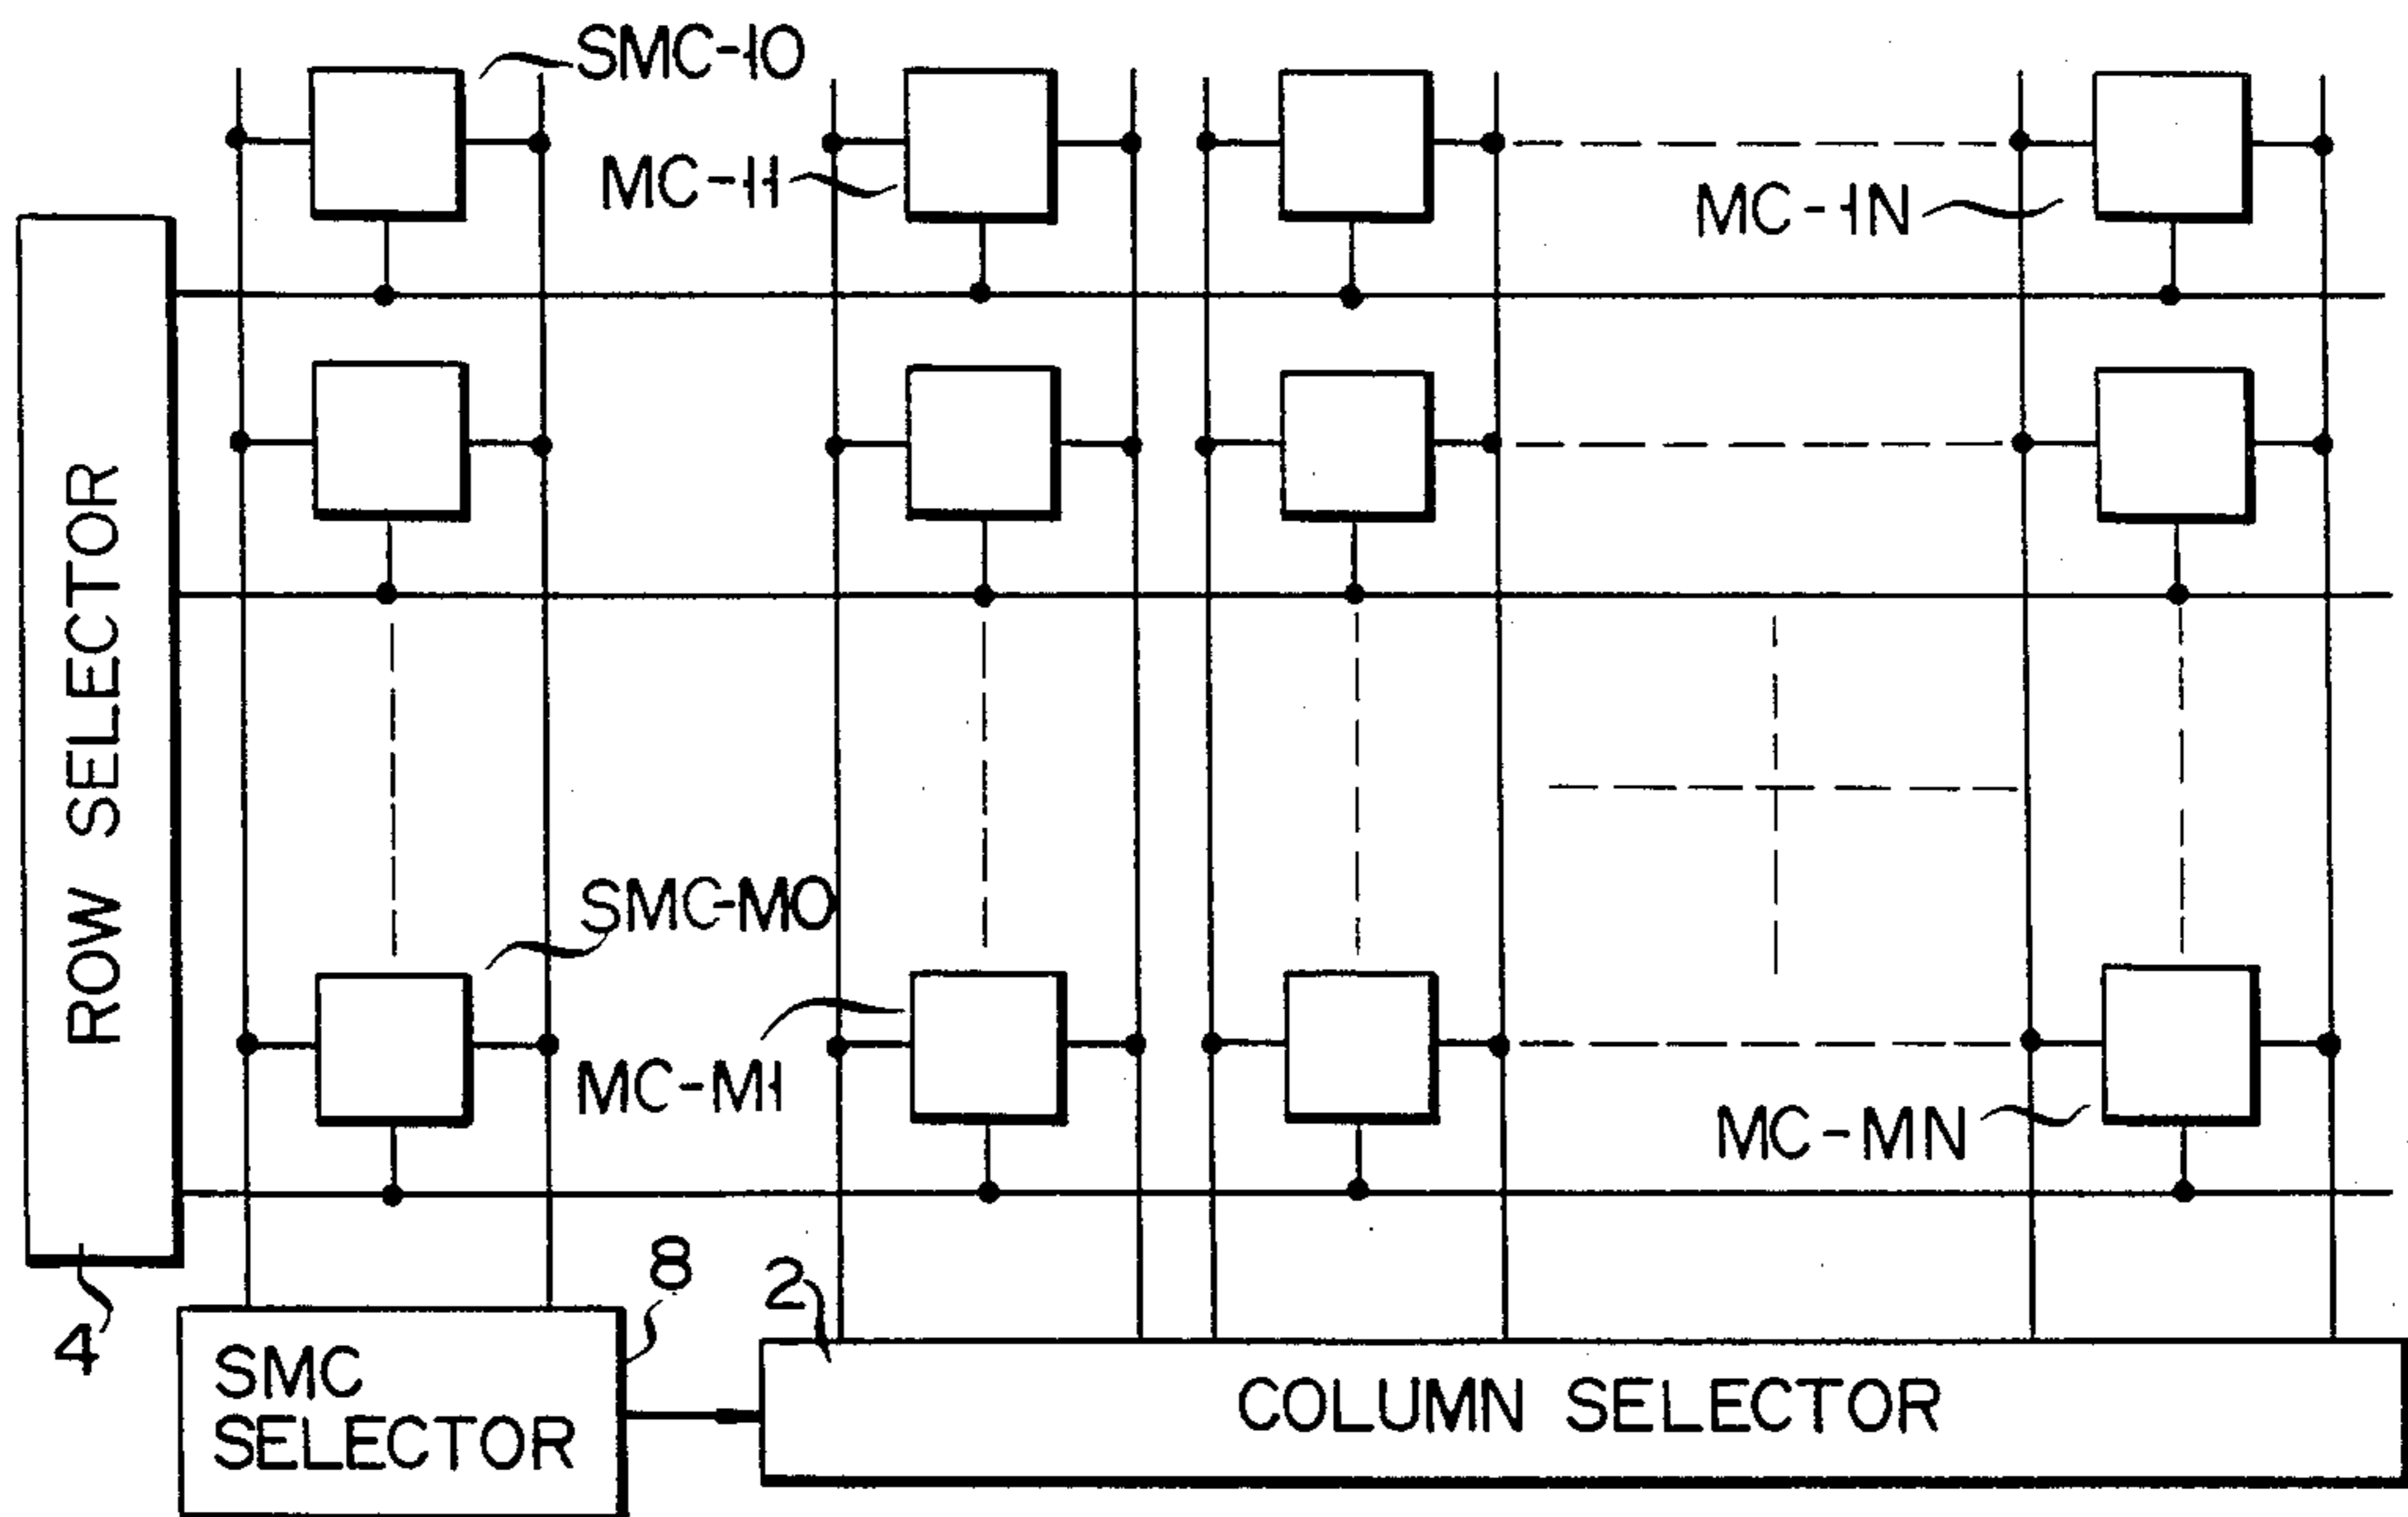 SMC-10
MC-11
MC-1N
ROW SELECTOR
SMC-M0
MC-M1
MC-MN
4
8
2
SMC
SELECTOR
COLUMN SELECTOR